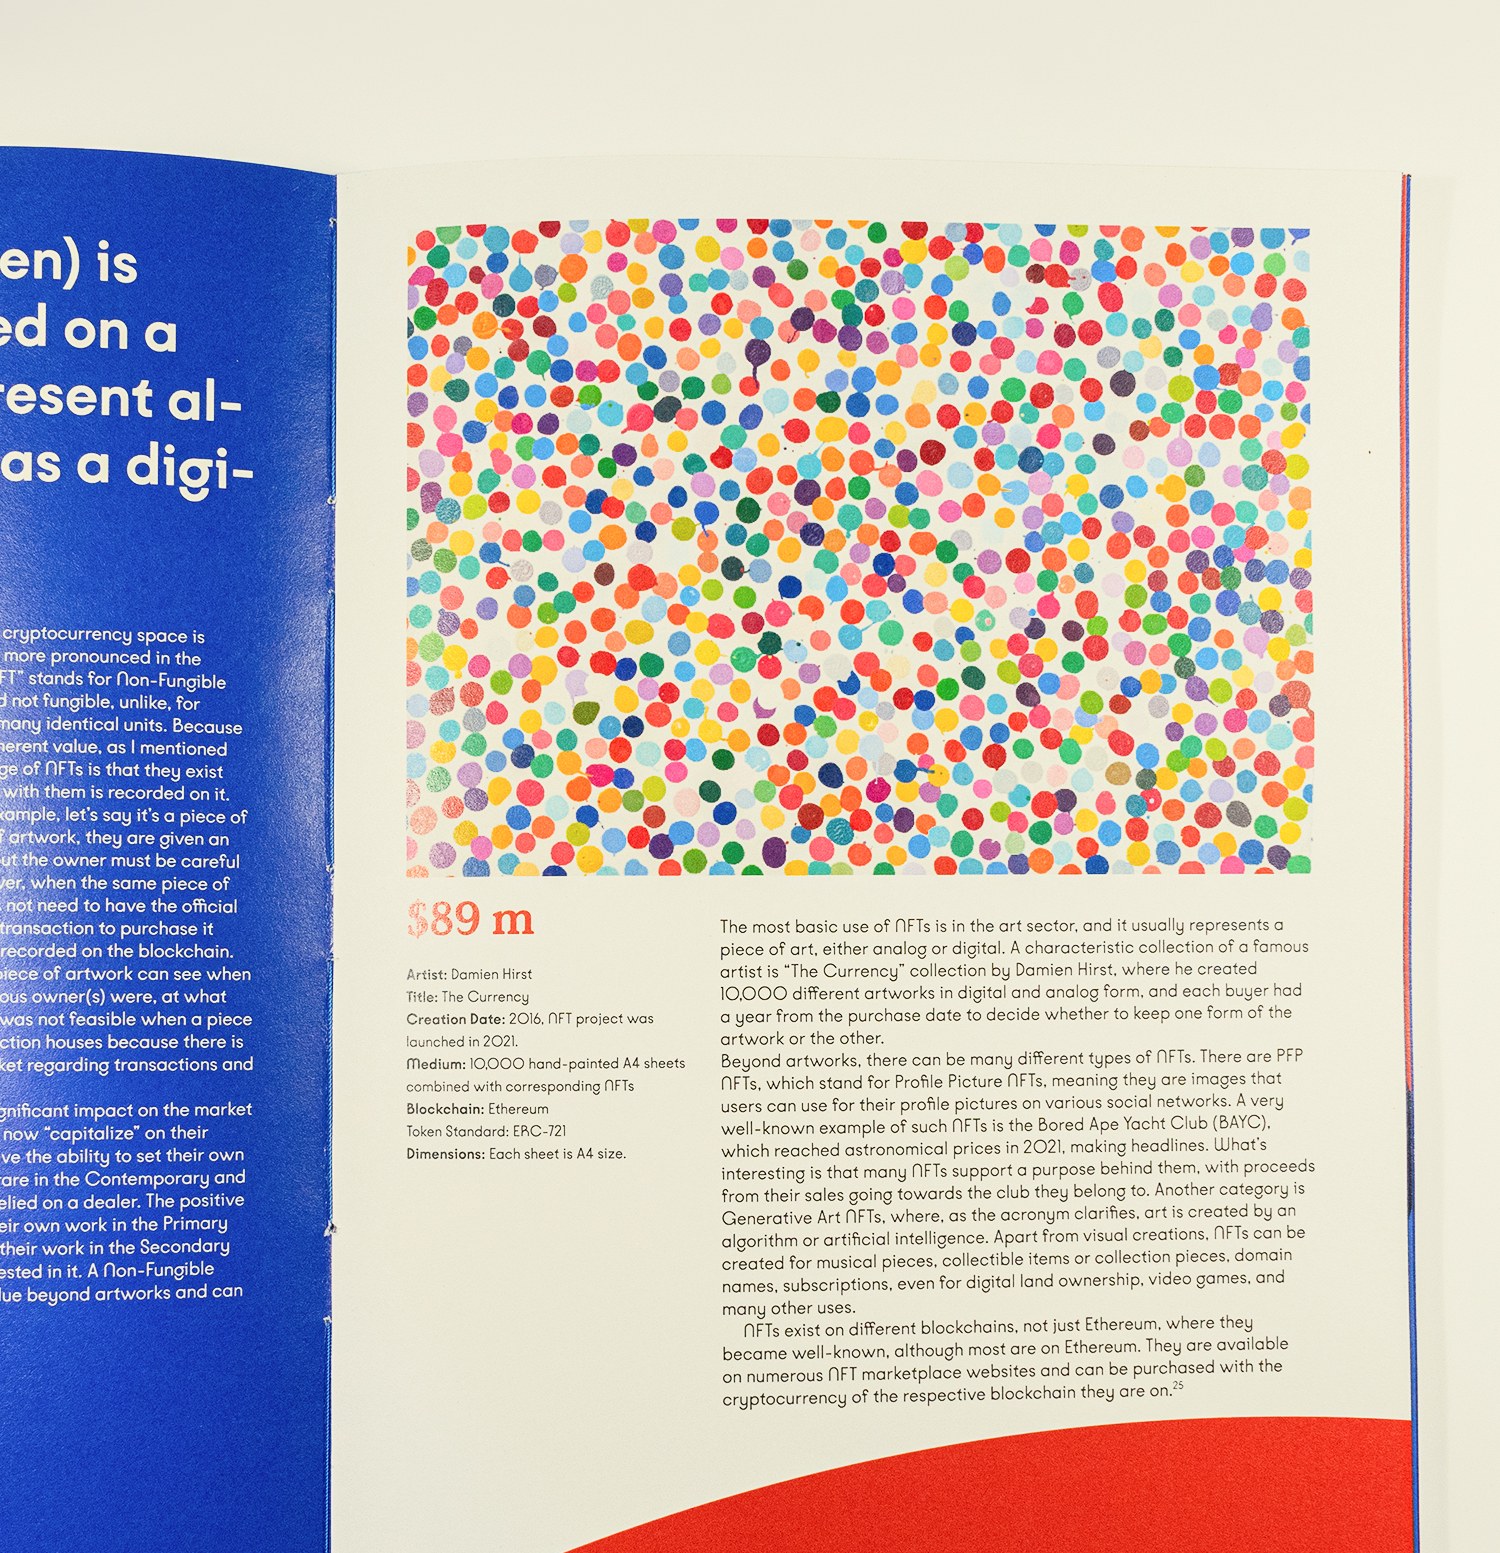 en) is
ed on a
resent al-
as a digi-
cryptocurrency space is
more pronounced in the
FT” stands for Non-Fungible
d not fungible, unlike, for
many identical units. Because
herent value, as I mentioned
ge of NFTs is that they exist
with them is recorded on it.
xample, let’s say it’s a piece of
f artwork, they are given an
ut the owner must be careful
ver, when the same piece of
not need to have the official
transaction to purchase it
recorded on the blockchain.
piece of artwork can see when
ous owner(s) were, at what
was not feasible when a piece
ction houses because there is
ket regarding transactions and
gnificant impact on the market
now “capitalize” on their
ve the ability to set their own
rare in the Contemporary and
elied on a dealer. The positive
eir own work in the Primary
their work in the Secondary
ested in it. A Non-Fungible
lue beyond artworks and can
$89 m
Artist: Damien Hirst
Title: The Currency
Creation Date: 2016, NFT project was
launched in 2021.
Medium: 10,000 hand-painted A4 sheets
combined with corresponding NFTs
Blockchain: Ethereum
Token Standard: ERC-721
Dimensions: Each sheet is A4 size.
The most basic use of NFTs is in the art sector, and it usually represents a
piece of art, either analog or digital. A characteristic collection of a famous
artist is “The Currency” collection by Damien Hirst, where he created
10,000 different artworks in digital and analog form, and each buyer had
a year from the purchase date to decide whether to keep one form of the
artwork or the other.
Beyond artworks, there can be many different types of NFTs. There are PFP
NFTs, which stand for Profile Picture NFTs, meaning they are images that
users can use for their profile pictures on various social networks. A very
well-known example of such NFTs is the Bored Ape Yacht Club (BAYC),
which reached astronomical prices in 2021, making headlines. What’s
interesting is that many NFTs support a purpose behind them, with proceeds
from their sales going towards the club they belong to. Another category is
Generative Art NFTs, where, as the acronym clarifies, art is created by an
algorithm or artificial intelligence. Apart from visual creations, NFTs can be
created for musical pieces, collectible items or collection pieces, domain
names, subscriptions, even for digital land ownership, video games, and
many other uses.
NFTs exist on different blockchains, not just Ethereum, where they
became well-known, although most are on Ethereum. They are available
on numerous NFT marketplace websites and can be purchased with the
cryptocurrency of the respective blockchain they are on.25